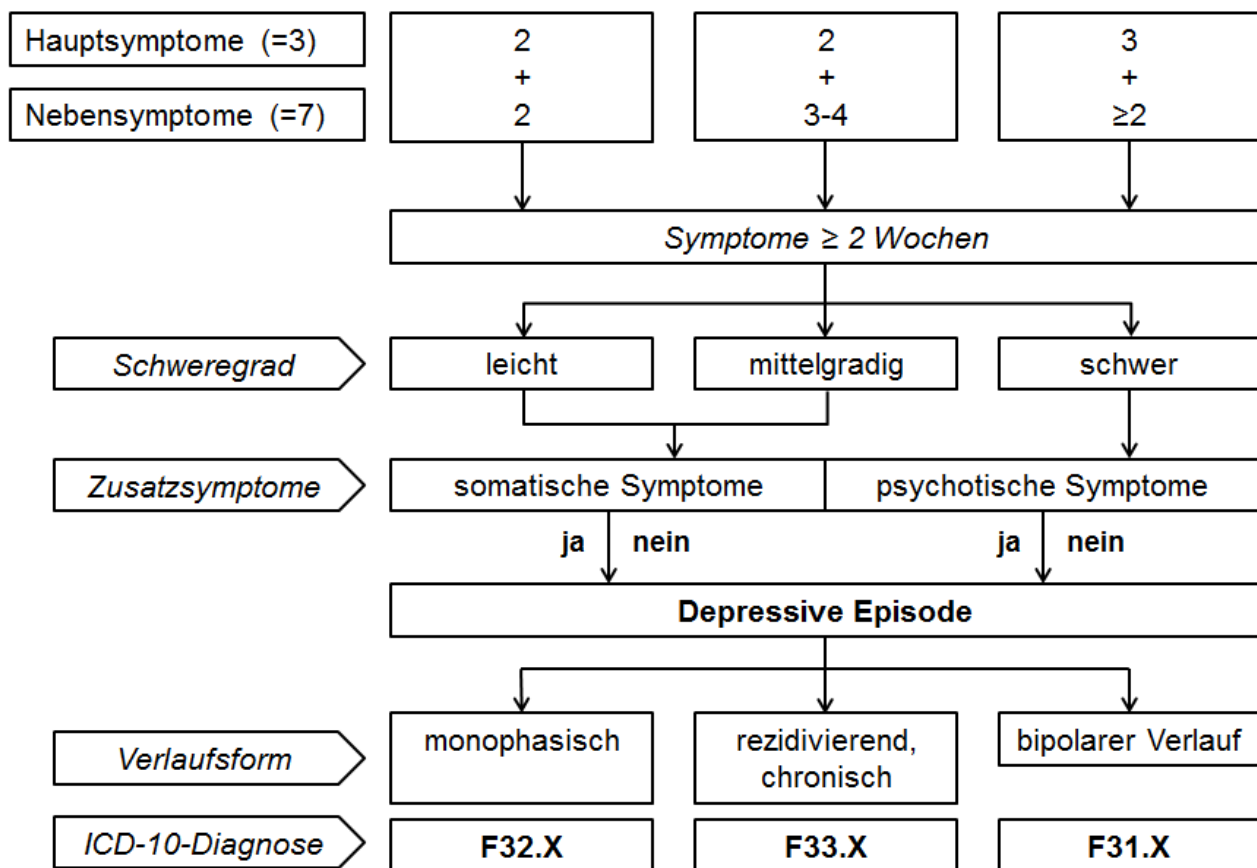 Hauptsymptome (=3)
2
+
2
2
+
3-4
3
+
≥2
Nebensymptome (=7)
Symptome ≥ 2 Wochen
Schweregrad
leicht
mittelgradig
schwer
Zusatzsymptome
somatische Symptome
psychotische Symptome
ja
nein
ja
nein
Depressive Episode
Verlaufsform
monophasisch
rezidivierend,
chronisch
bipolarer Verlauf
ICD-10-Diagnose
F32.X
F33.X
F31.X